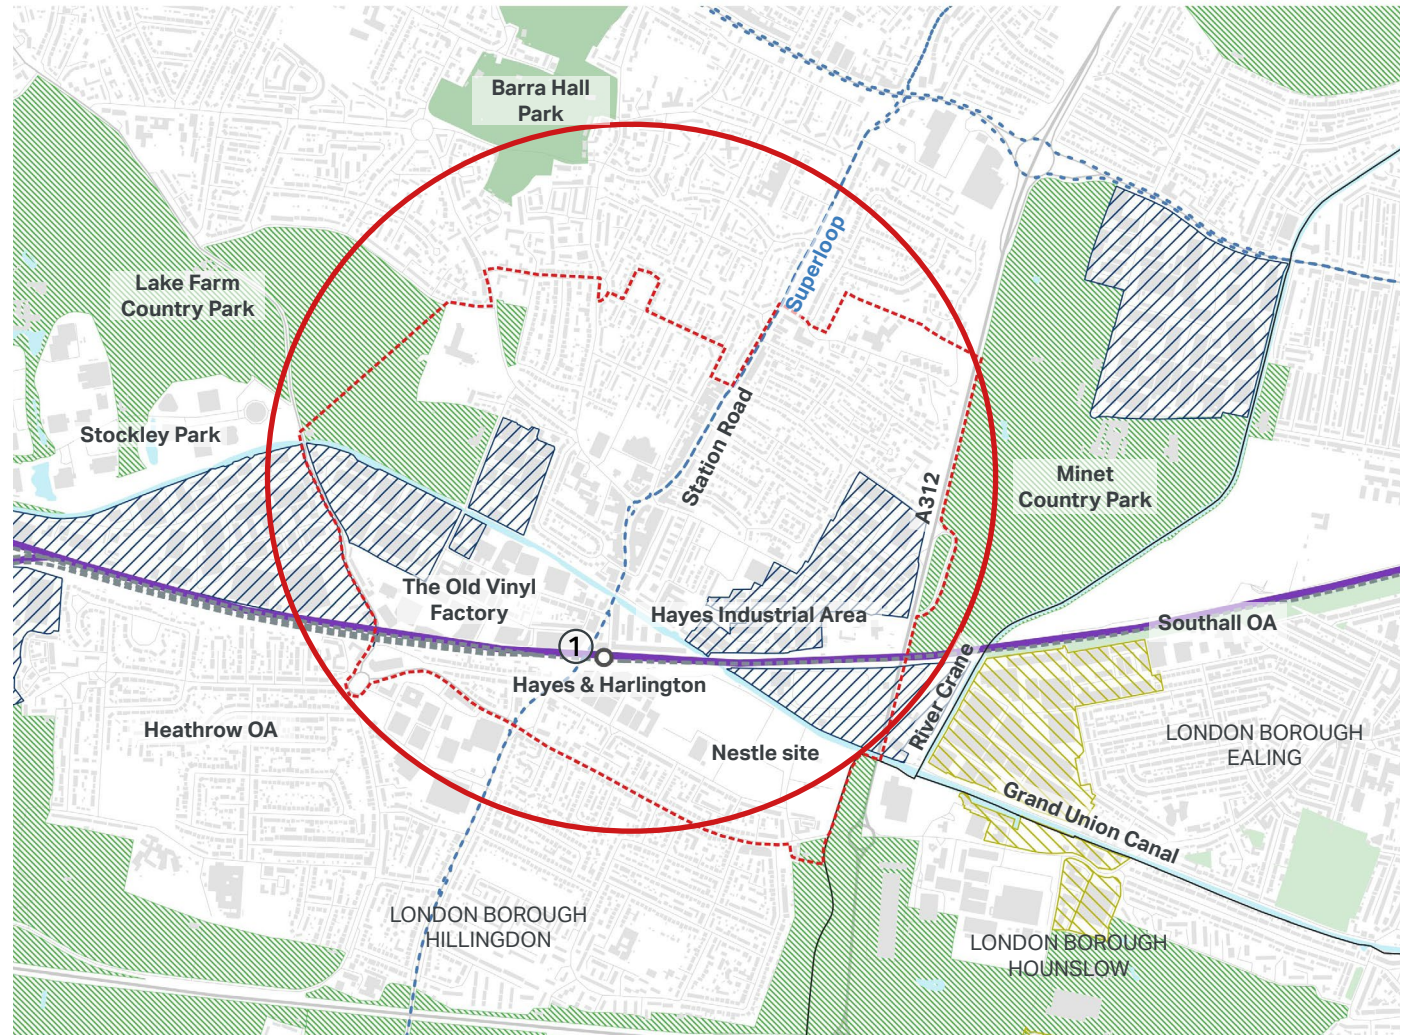 Barra Hall
Park
Superloop
Lake Farm
Country Park
Stockley Park
Station Road
A312
Minet
Country Park
The Old Vinyl
Factory
Hayes Industrial Area
1
Hayes & Harlington
Southall OA
River Crane
Heathrow OA
Nestle site
LONDON BOROUGH
EALING
Grand Union Canal
LONDON BOROUGH
HILLINGDON
LONDON BOROUGH
HOUNSLOW